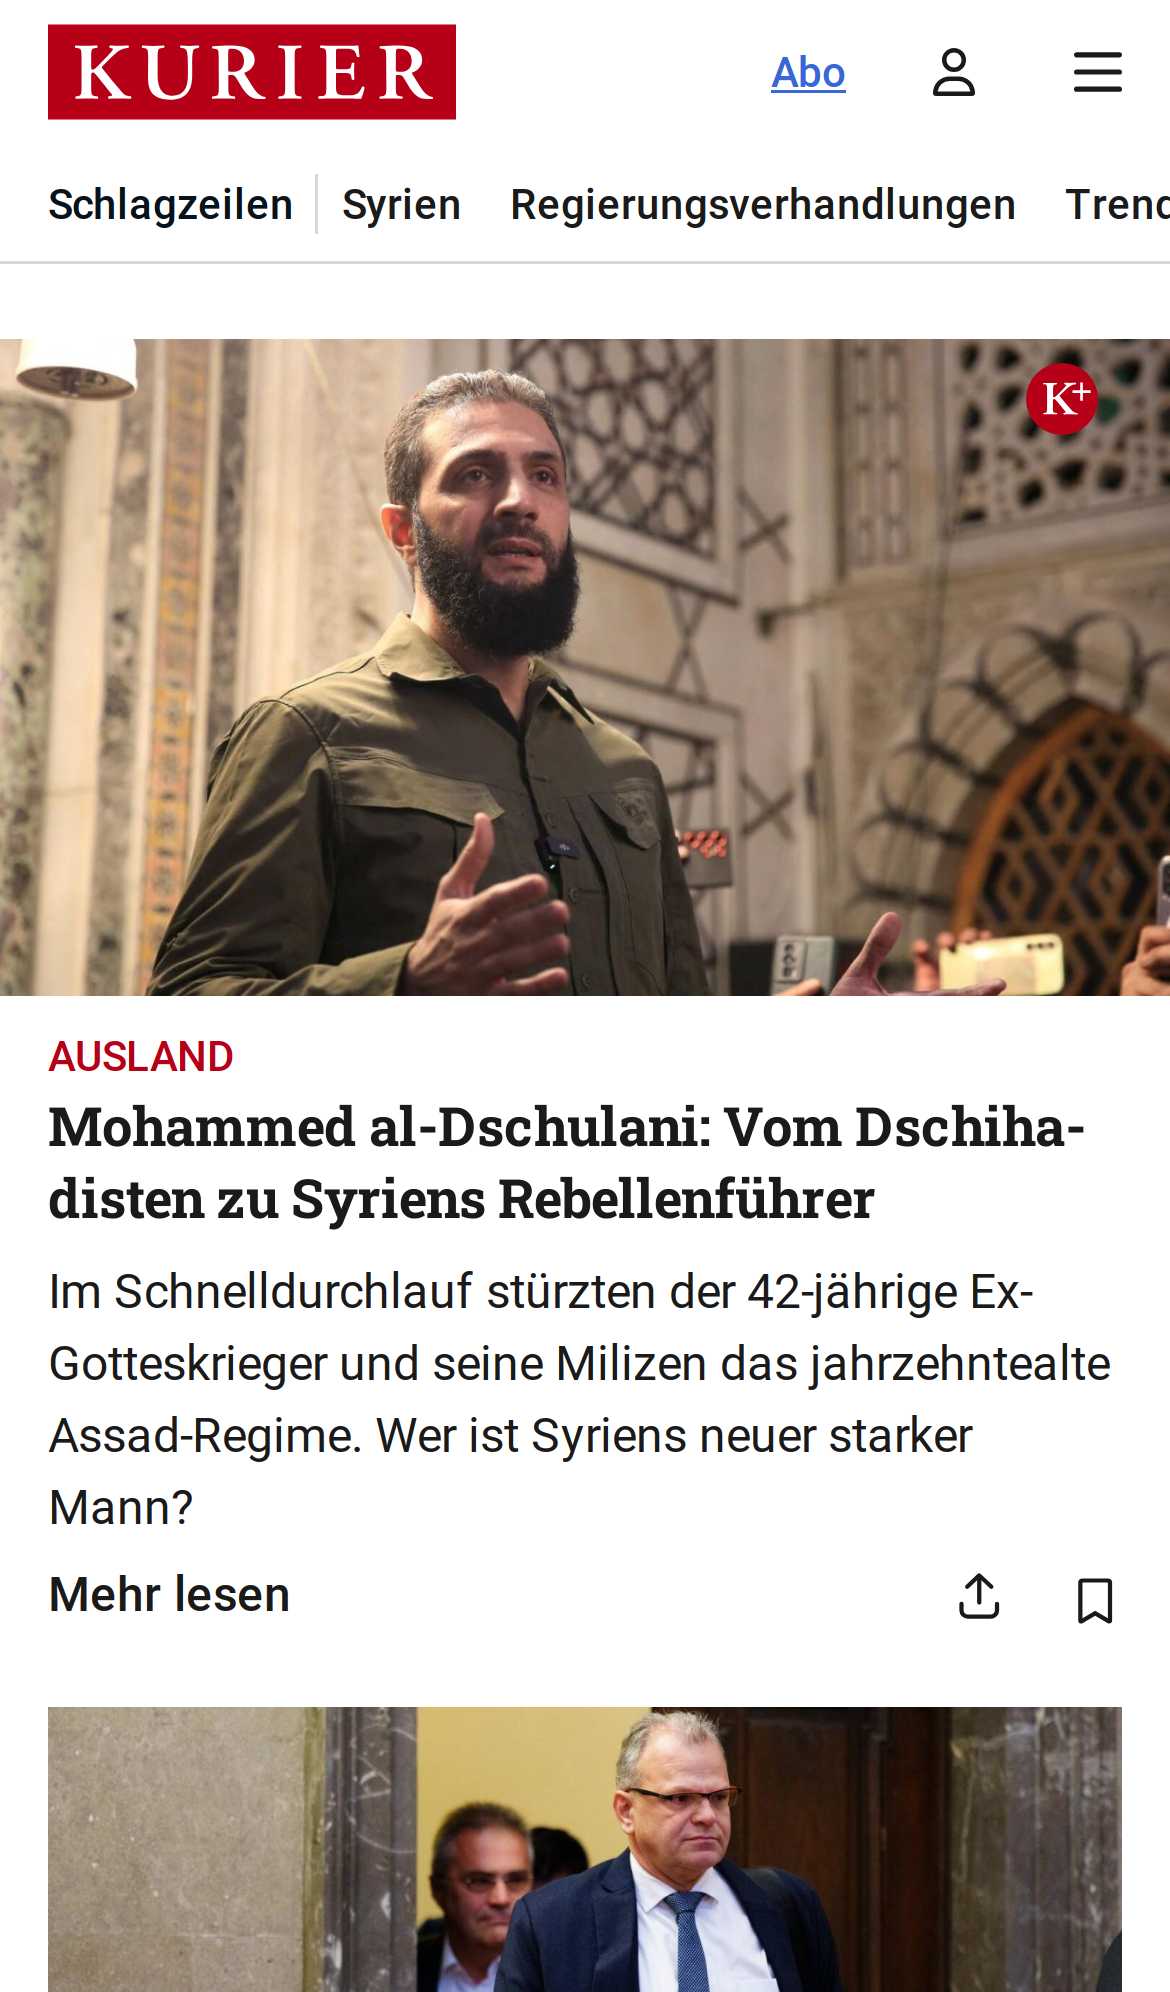 KURIER
Abo
Schlagzeilen
Syrien
Regierungsverhandlungen
Trend
K+
AUSLAND
Mohammed al-Dschulani: Vom Dschiha-
disten zu Syriens Rebellenführer
Im Schnelldurchlauf stürzten der 42-jährige Ex-
Gotteskrieger und seine Milizen das jahrzehntealte
Assad-Regime. Wer ist Syriens neuer starker
Mann?
Mehr lesen